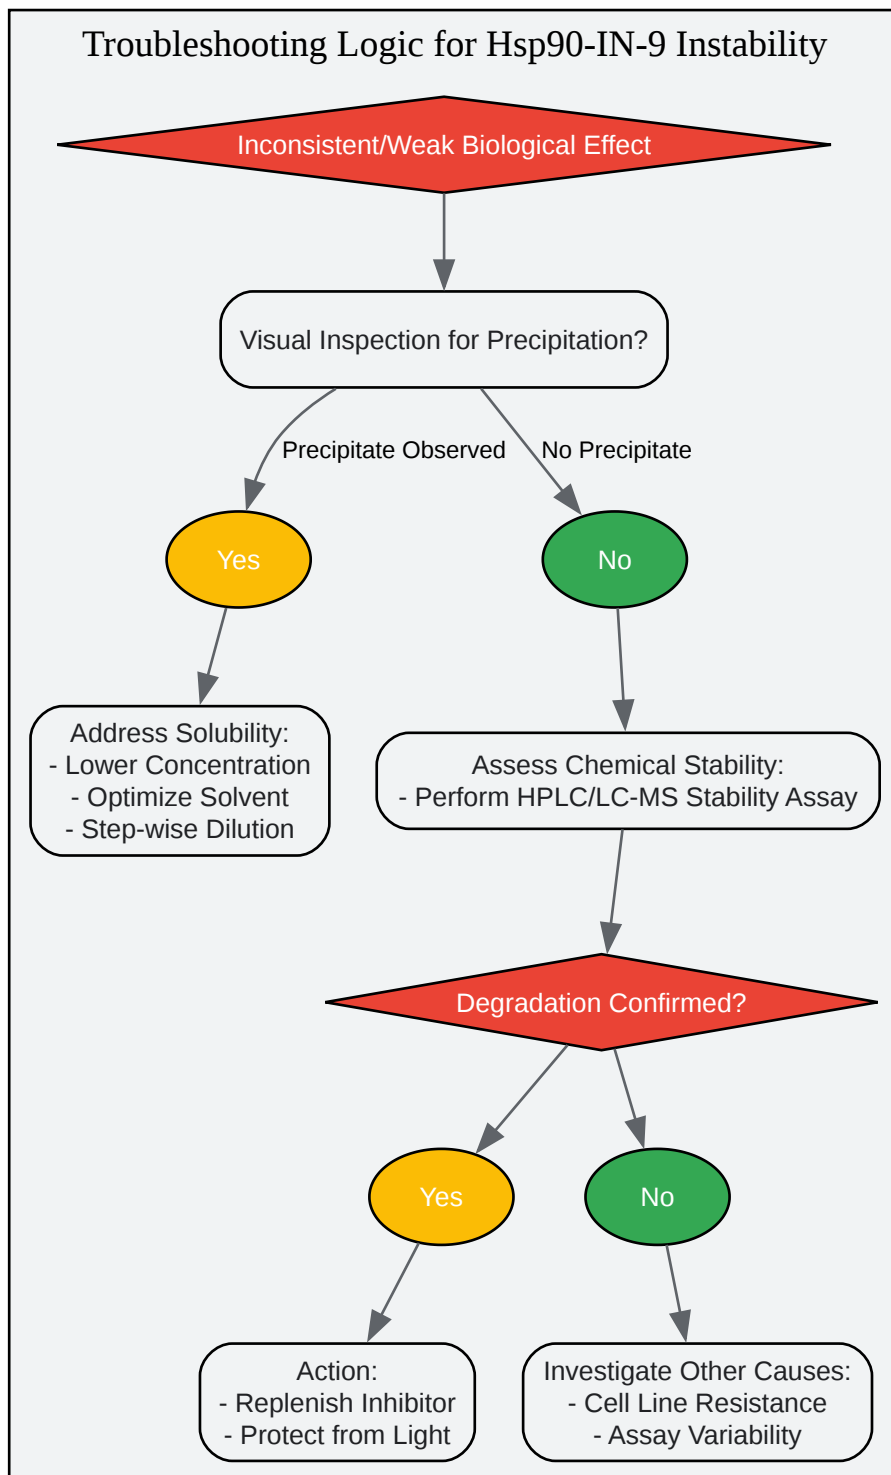 Troubleshooting Logic for Hsp90-IN-9 Instability
Inconsistent/Weak Biological Effect
Visual Inspection for Precipitation?
Precipitate Observed
No Precipitate
Yes
No
Address Solubility:
- Lower Concentration
- Optimize Solvent
- Step-wise Dilution
Assess Chemical Stability:
- Perform HPLC/LC-MS Stability Assay
Degradation Confirmed?
Yes
No
Action:
- Replenish Inhibitor
- Protect from Light
Investigate Other Causes:
- Cell Line Resistance
- Assay Variability